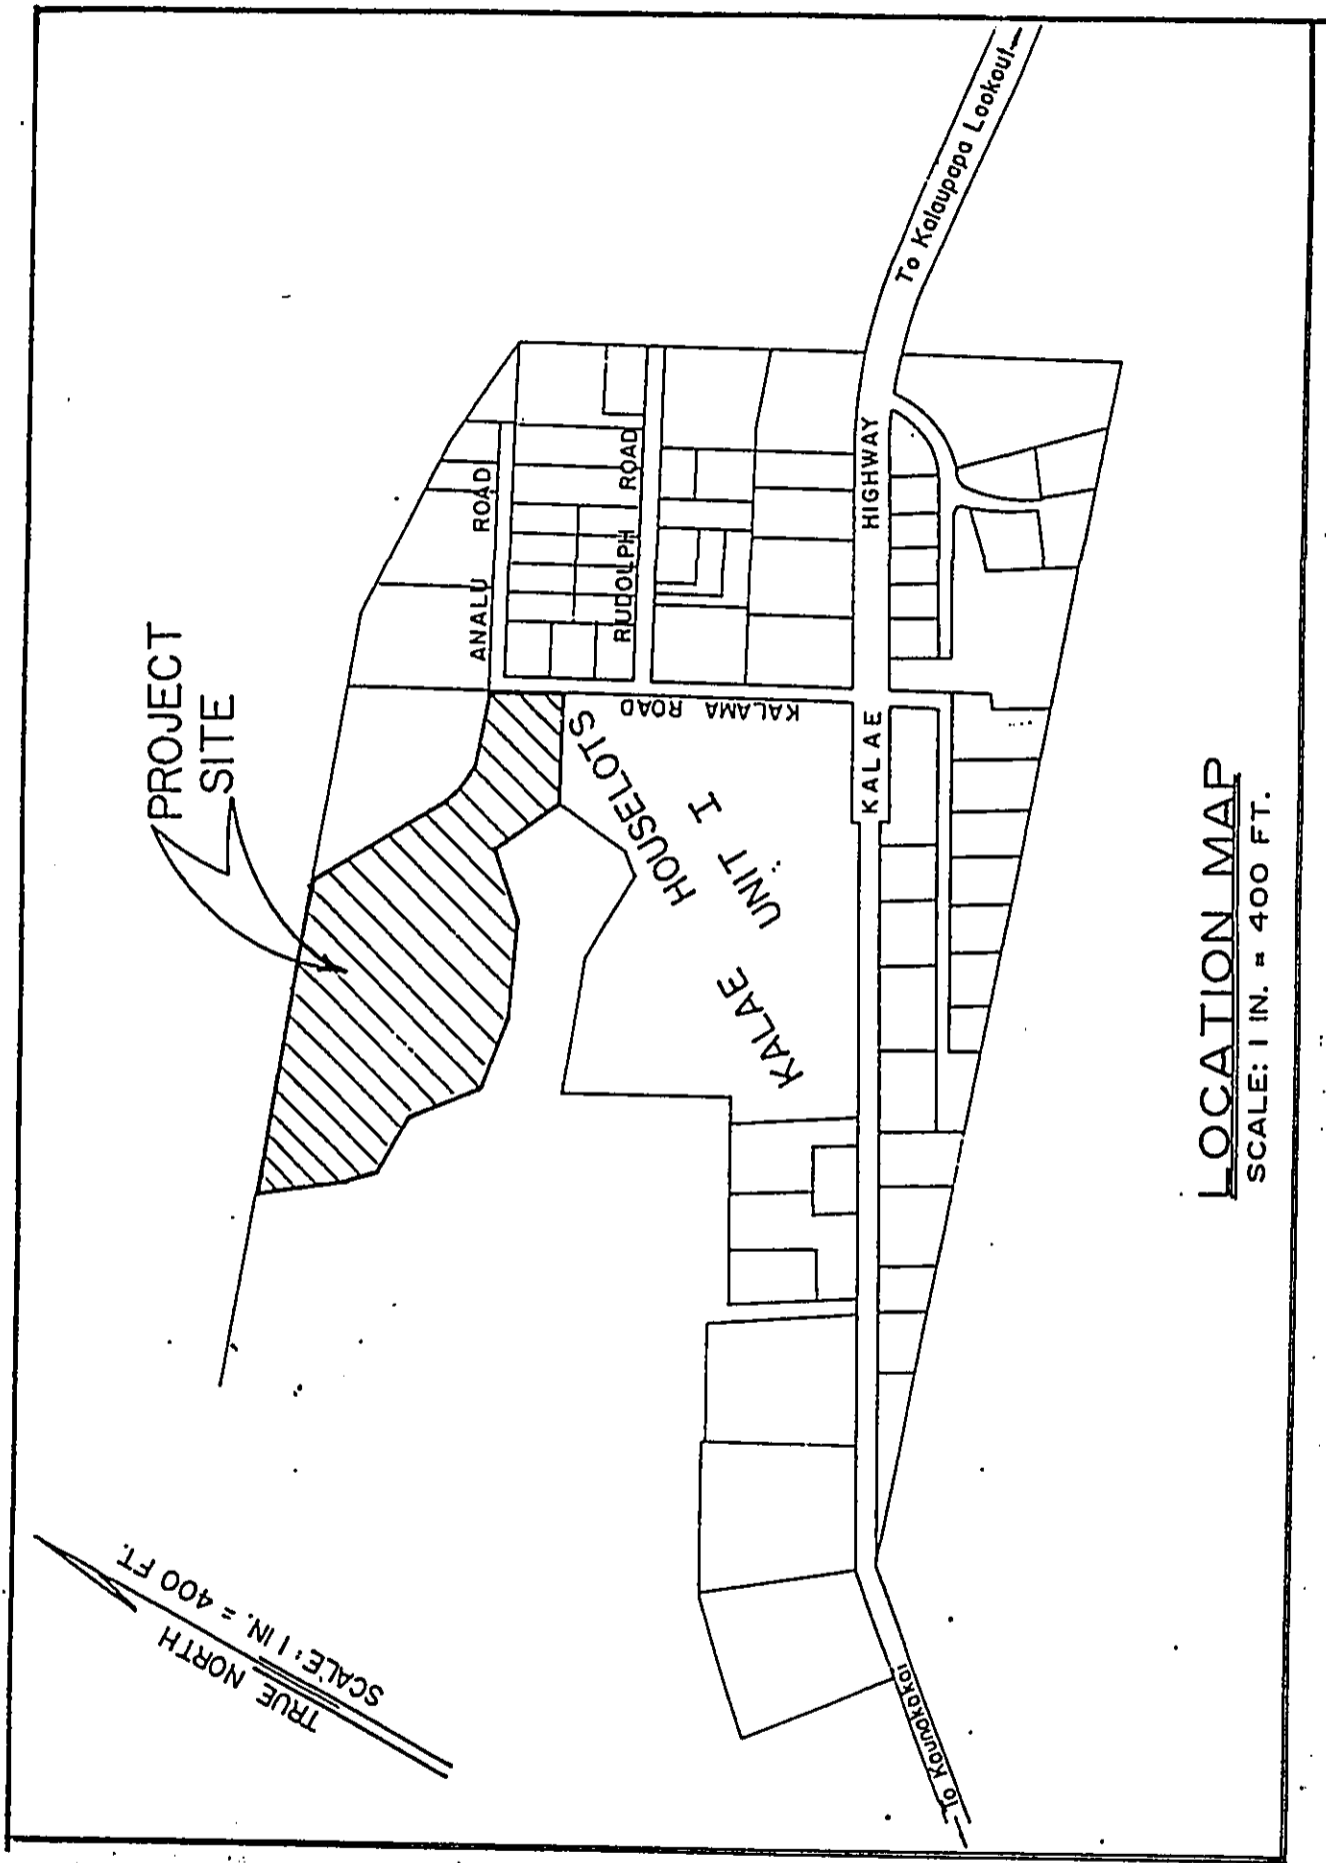 PROJECT
SITE
ANALU ROAD
RUDOLPH ROAD
KALAMA ROAD
KALAE HIGHWAY
To Kalaupapa Lookout
KALAE HOUSELOTS
UNIT I
To Kaunakakai
TRUE NORTH
SCALE: 1 IN. = 400 FT.
LOCATION MAP
SCALE: 1 IN. = 400 FT.